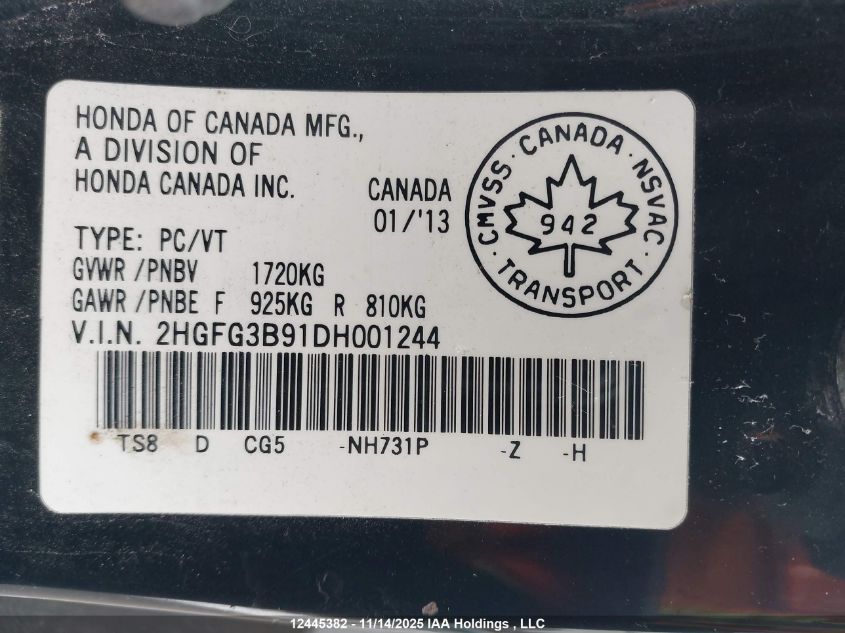 HONDA OF CANADA MFG.,
A DIVISION OF
HONDA CANADA INC.
CANADA
01/'13
TYPE: PC/VT
GVWR /PNBV 1720KG
GAWR /PNBE F 925KG R 810KG
V.I.N. 2HGFG3B91DH001244
TS8 D CG5 -NH731P -Z -H
CMVSS · CANADA · NSVAC · TRANSPORT ·
942
12445382 - 11/14/2025 IAA Holdings , LLC